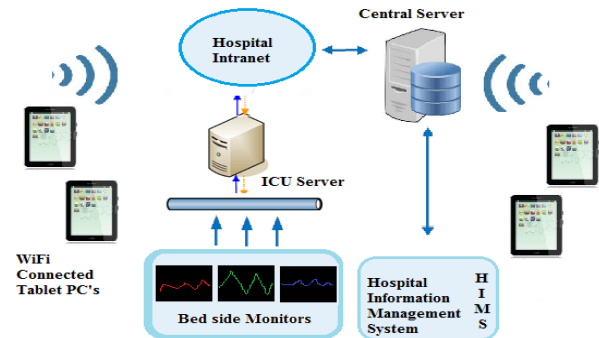 Central Server
Hospital
Intranet
ICU Server
WiFi
Connected
Tablet PC's
Bed side Monitors
Hospital
Information
Management
System
H
I
M
S